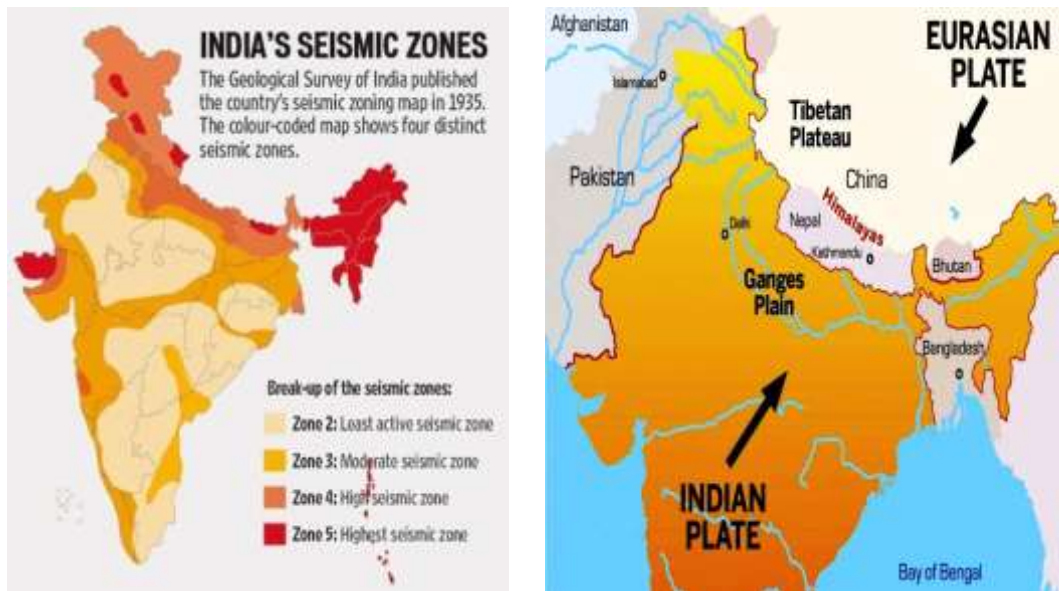 INDIA'S SEISMIC ZONES
The Geological Survey of India published
the country's seismic zoning map in 1935.
The colour-coded map shows four distinct
seismic zones.
Break-up of the seismic zones:
Zone 2: Least active seismic zone
Zone 3: Moderate seismic zone
Zone 4: High seismic zone
Zone 5: Highest seismic zone
Afghanistan
EURASIAN
PLATE
Islamabad
Tibetan
Plateau
Pakistan
China
Himalayas
Nepal
Delhi
Kathmandu
Bhutan
Ganges
Plain
Bangladesh
INDIAN
PLATE
Bay of Bengal